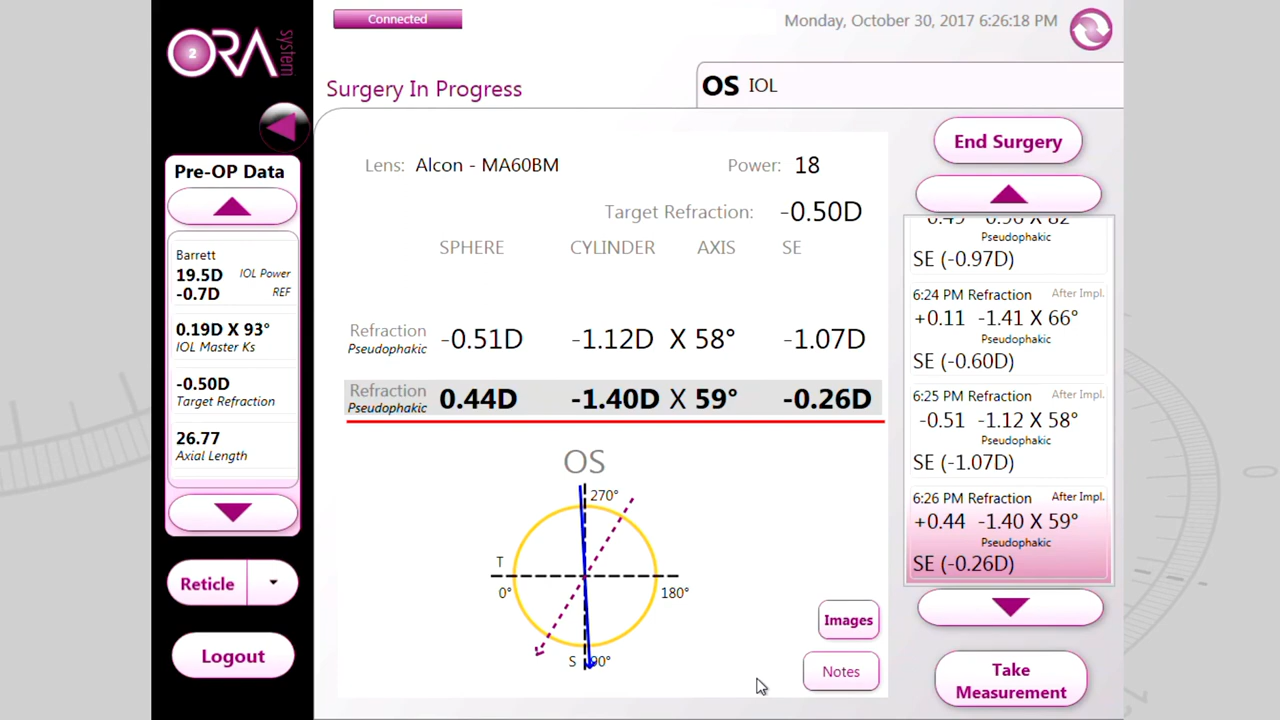 ORA
2
System
Connected
Monday, October 30, 2017 6:26:18 PM
Surgery In Progress
OS IOL
Pre-OP Data
Barrett
19.5D IOL Power
-0.7D REF
0.19D X 93°
IOL Master Ks
-0.50D
Target Refraction
26.77
Axial Length
Reticle
Logout
Lens: Alcon - MA60BM
Power: 18
Target Refraction: -0.50D
SPHERE CYLINDER AXIS SE
Refraction
Pseudophakic
-0.51D -1.12D X 58° -1.07D
Refraction
Pseudophakic
0.44D -1.40D X 59° -0.26D
OS
270°
T
0°
180°
S 90°
Images
Notes
End Surgery
Pseudophakic
SE (-0.97D)
6:24 PM Refraction After Impl.
+0.11 -1.41 X 66°
Pseudophakic
SE (-0.60D)
6:25 PM Refraction After Impl.
-0.51 -1.12 X 58°
Pseudophakic
SE (-1.07D)
6:26 PM Refraction After Impl.
+0.44 -1.40 X 59°
Pseudophakic
SE (-0.26D)
Take
Measurement